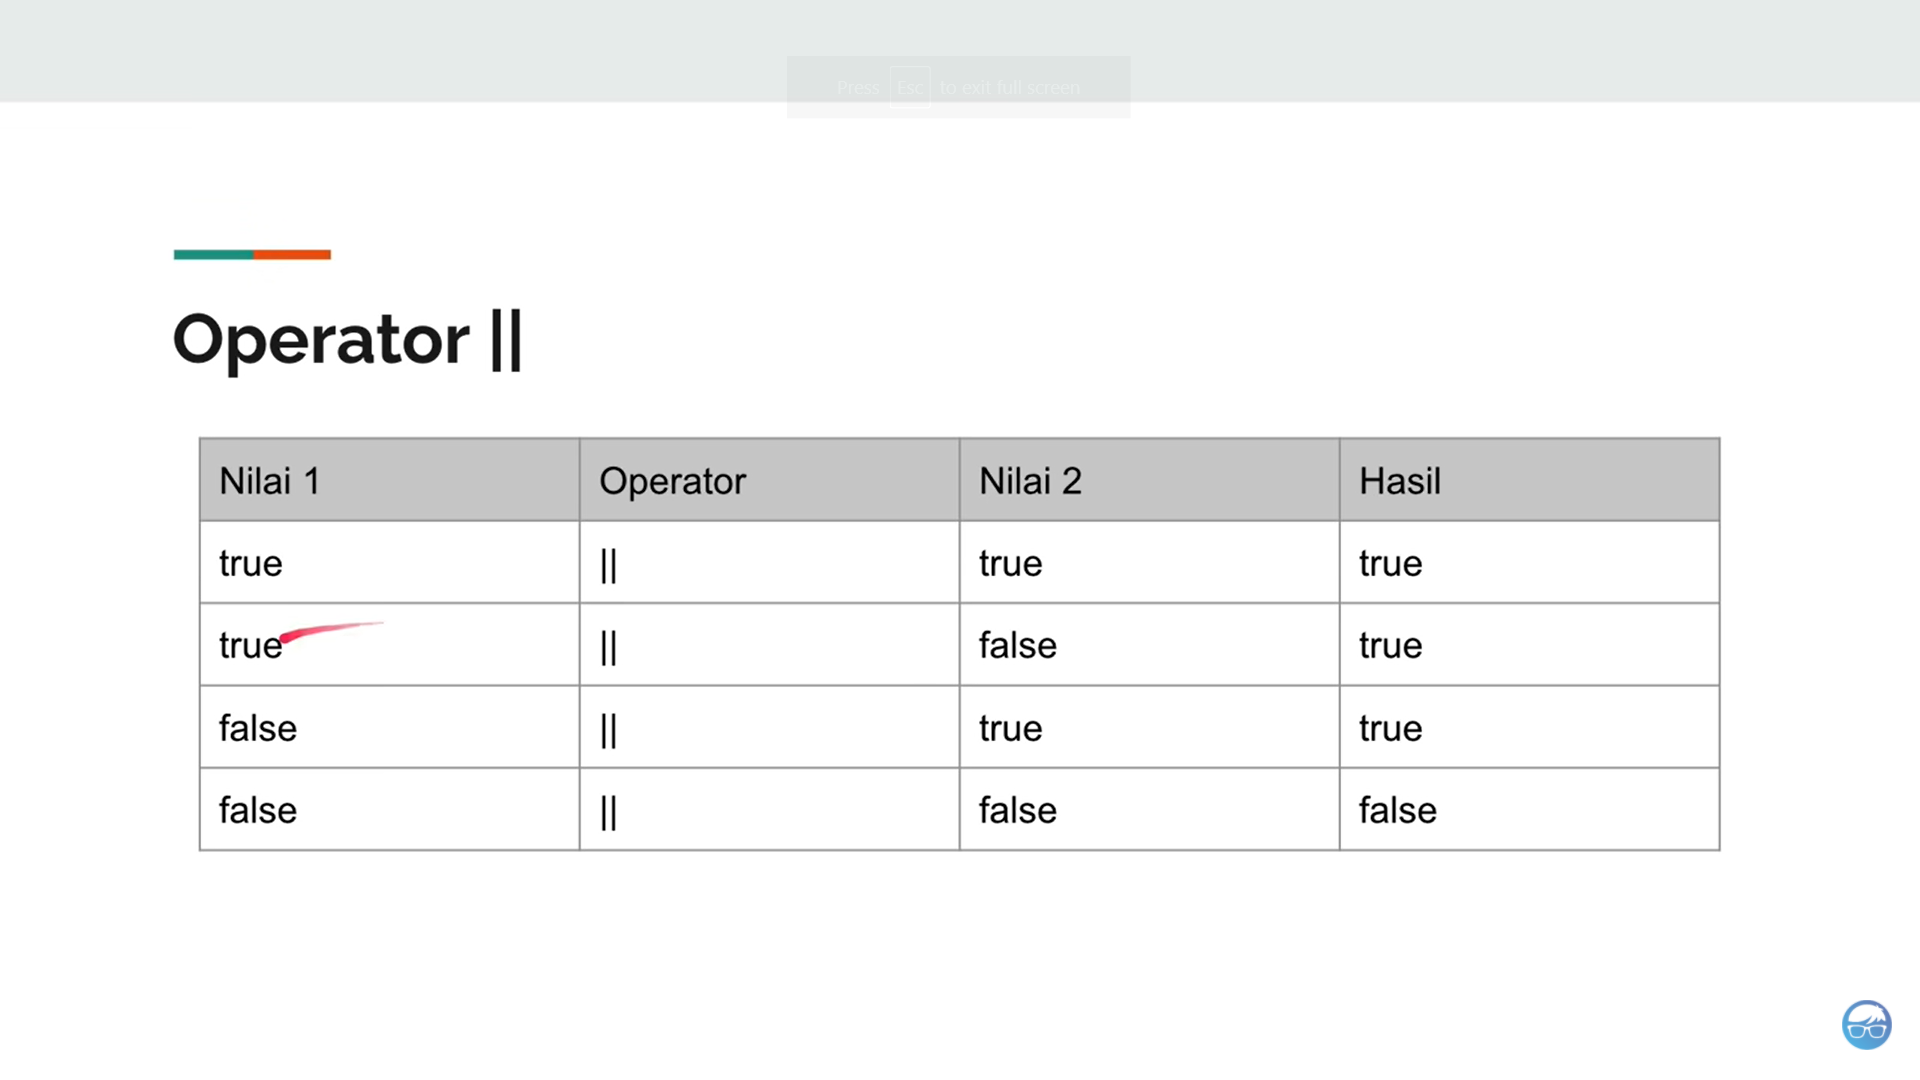 Press Esc to exit full screen
Operator ||
Nilai 1 Operator Nilai 2 Hasil
true || true true
true || false true
false || true true
false || false false